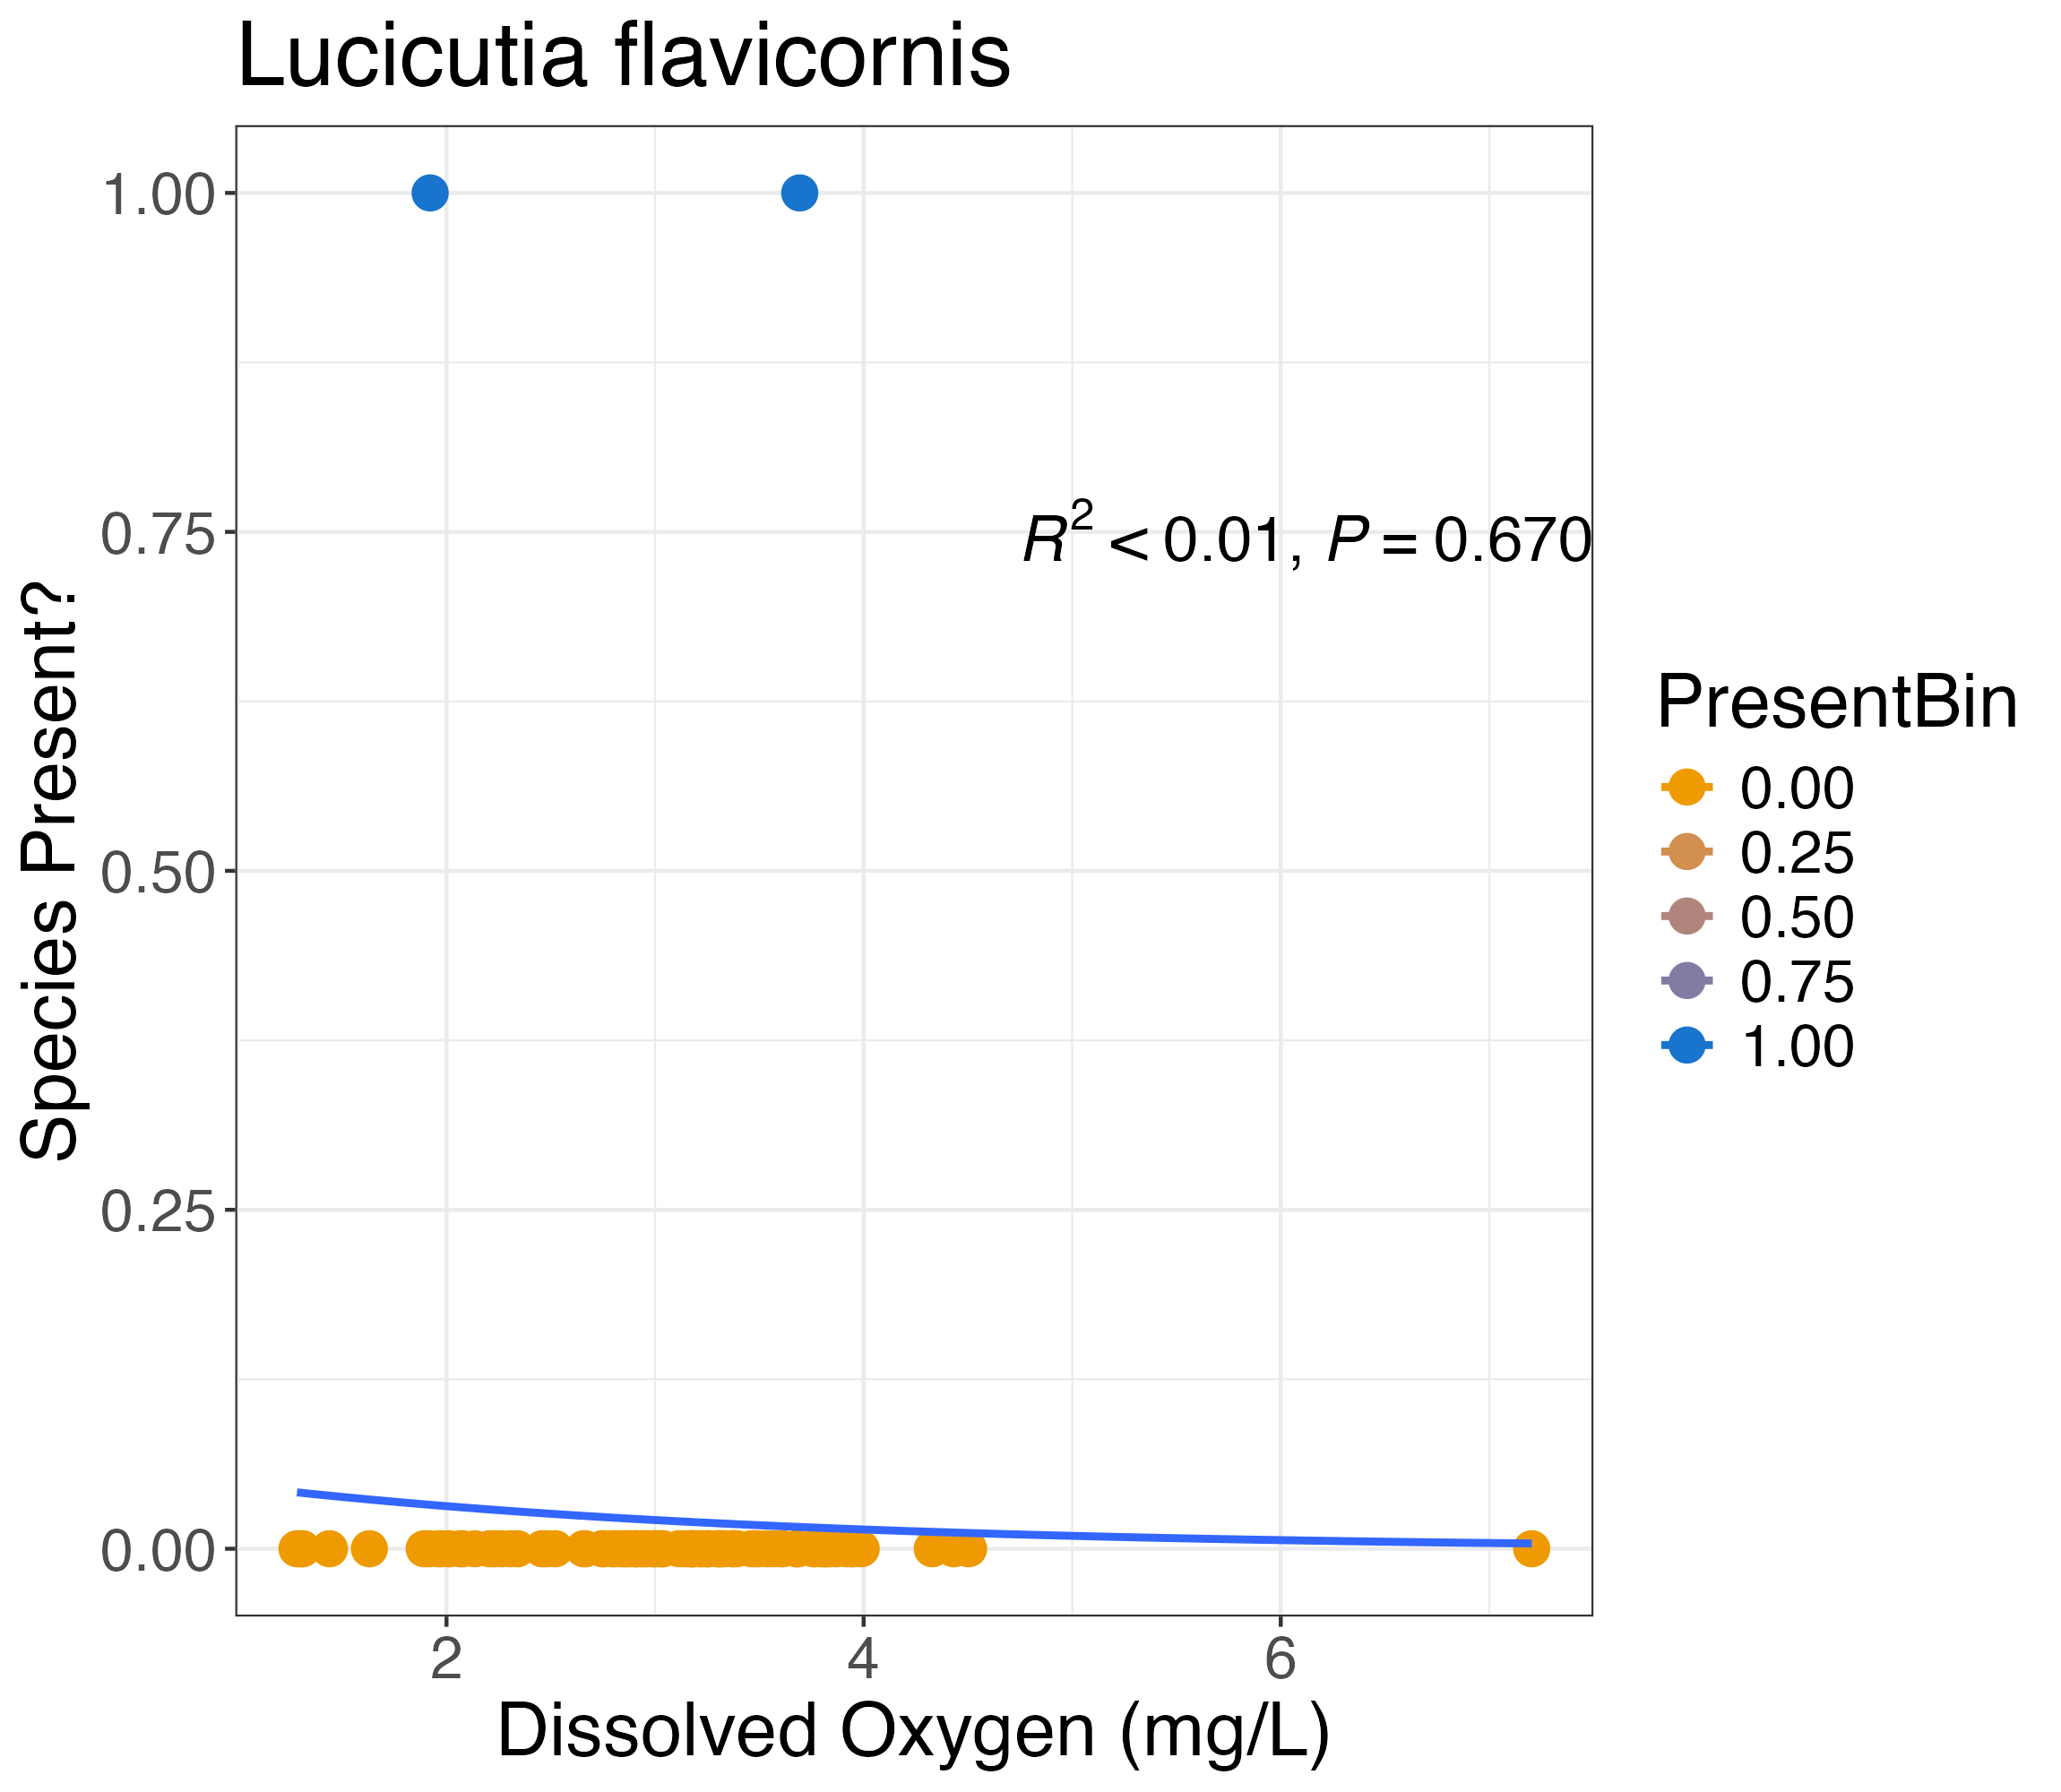 Lucicutia flavicornis
1.00
0.75
0.50
0.25
0.00
Species Present?
R² < 0.01, P = 0.670
2 4 6
Dissolved Oxygen (mg/L)
PresentBin
0.00
0.25
0.50
0.75
1.00